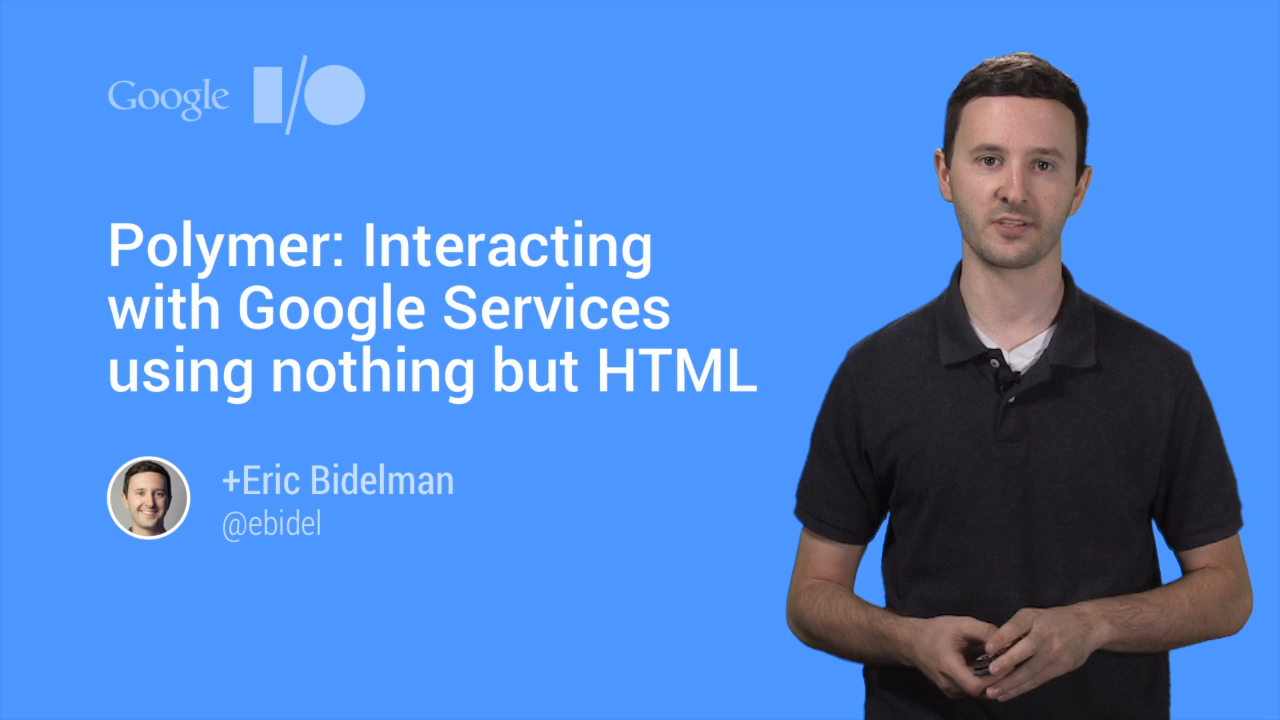 Google I/O
Polymer: Interacting
with Google Services
using nothing but HTML
+Eric Bidelman
@ebidel